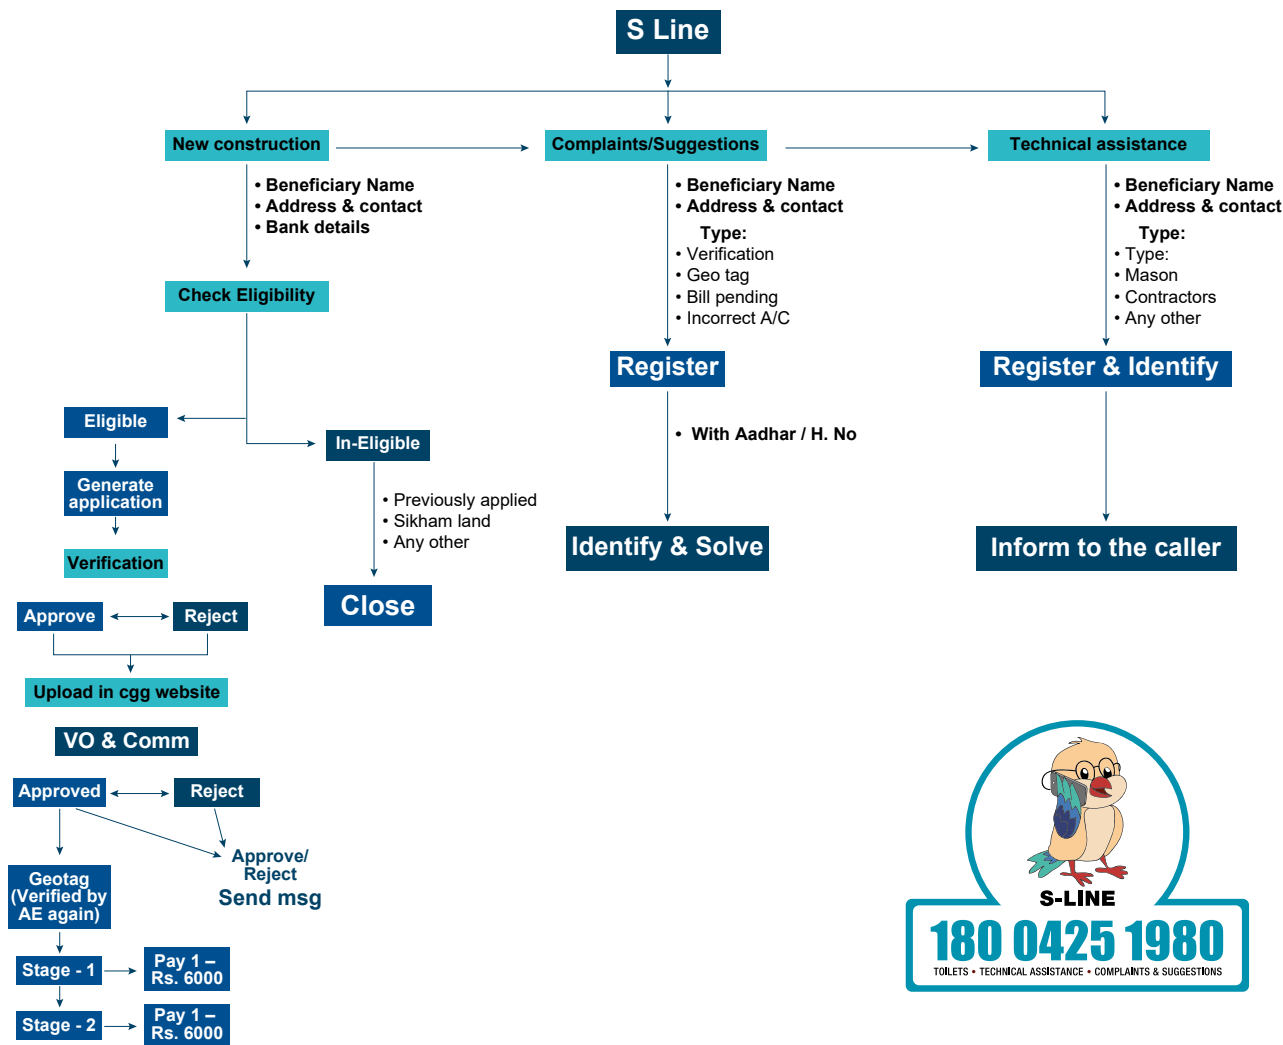 S Line
New construction
Complaints/Suggestions
Technical assistance
• Beneficiary Name
• Address & contact
• Bank details
• Beneficiary Name
• Address & contact
Type:
• Verification
• Geo tag
• Bill pending
• Incorrect A/C
• Beneficiary Name
• Address & contact
Type:
• Type:
• Mason
• Contractors
• Any other
Check Eligibility
Register
Register & Identify
Eligible
In-Eligible
• With Aadhar / H. No
Generate
application
• Previously applied
• Sikham land
• Any other
Identify & Solve
Inform to the caller
Verification
Close
Approve
Reject
Upload in cgg website
VO & Comm
Approved
Reject
Approve/
Reject
Send msg
Geotag
(Verified by
AE again)
Stage - 1
Pay 1 –
Rs. 6000
Stage - 2
Pay 1 –
Rs. 6000
S-LINE
180 0425 1980
TOILETS • TECHNICAL ASSISTANCE • COMPLAINTS & SUGGESTIONS